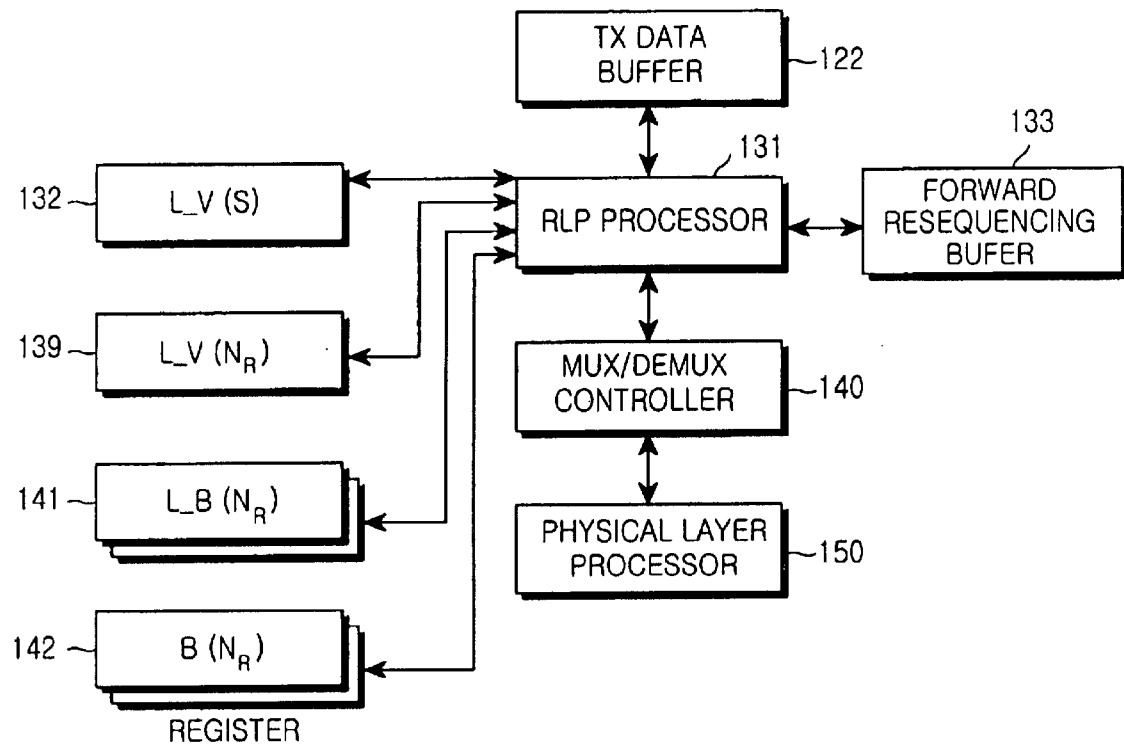 TX DATA
BUFFER
122
133
131
132
L_V (S)
RLP PROCESSOR
FORWARD
RESEQUENCING
BUFER
139
L_V (N_R)
MUX/DEMUX
CONTROLLER
140
141
L_B (N_R)
PHYSICAL LAYER
PROCESSOR
150
142
B (N_R)
REGISTER